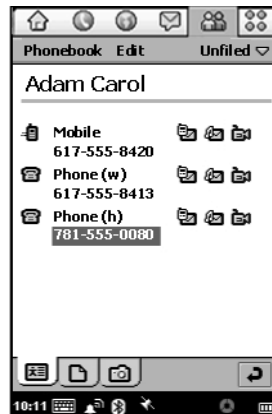 Phonebook Edit Unfiled
Adam Carol
Mobile
617-555-8420
Phone (w)
617-555-8413
Phone (h)
781-555-0080
10:11